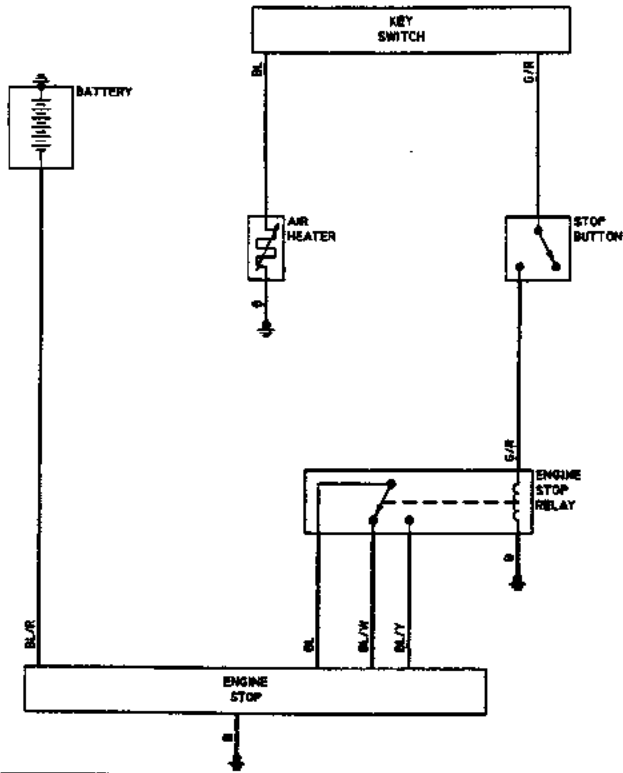 KEY
SWITCH
BL
G/R
BATTERY
AIR
HEATER
STOP
BUTTON
G/R
ENGINE
STOP
RELAY
BL/R
BL
BL/W
BL/Y
ENGINE
STOP
B